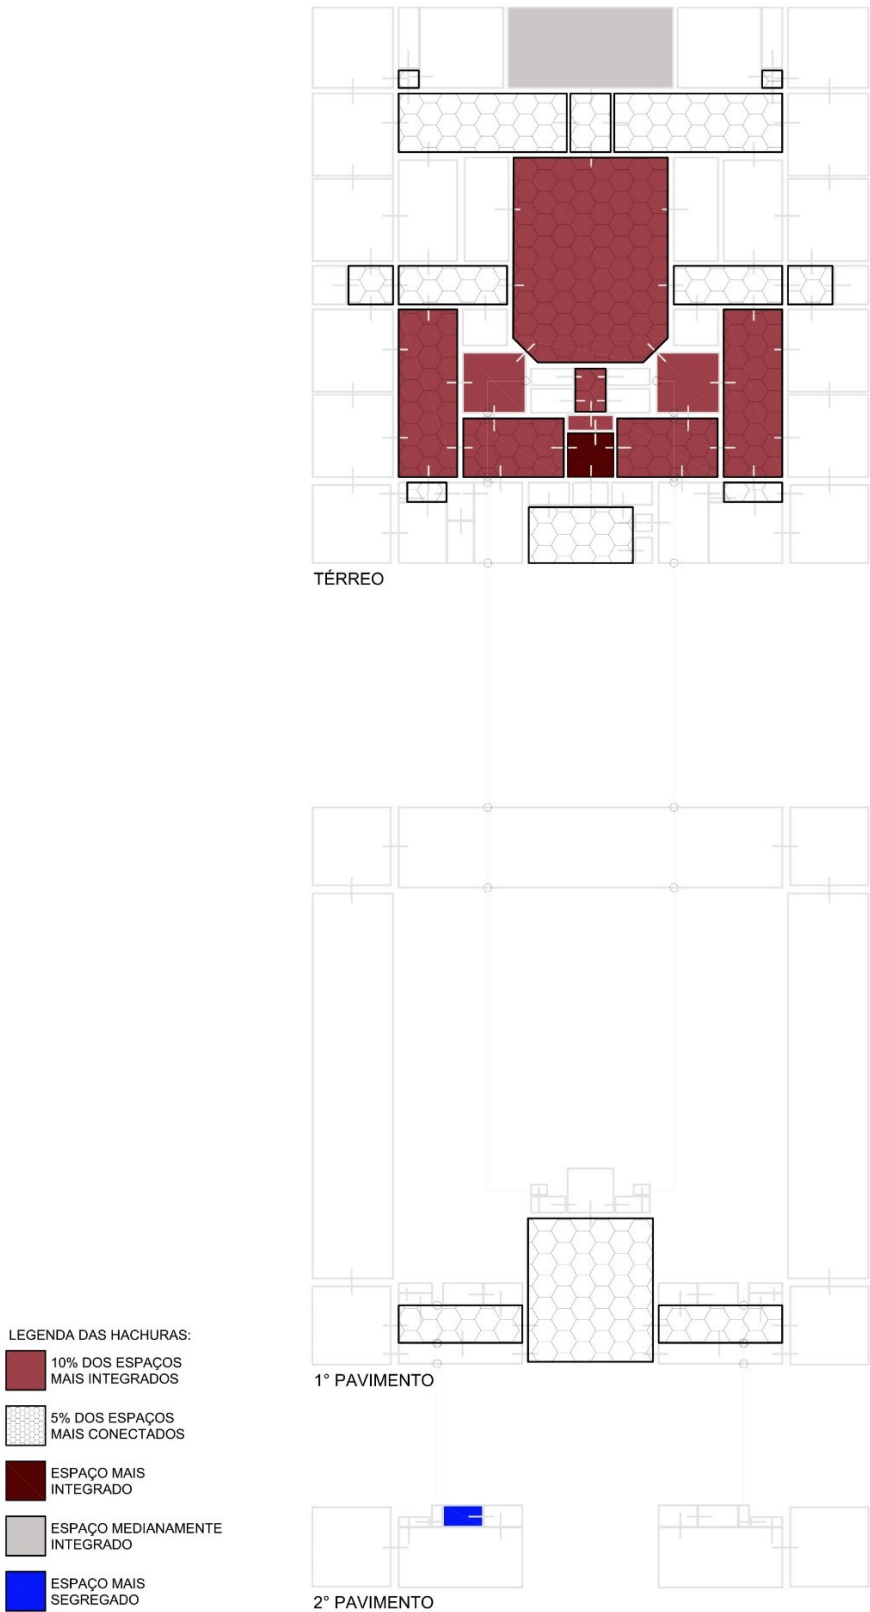 TÉRREO
1° PAVIMENTO
LEGENDA DAS HACHURAS:
10% DOS ESPAÇOS
MAIS INTEGRADOS
5% DOS ESPAÇOS
MAIS CONECTADOS
ESPAÇO MAIS
INTEGRADO
ESPAÇO MEDIANAMENTE
INTEGRADO
ESPAÇO MAIS
SEGREGADO
2° PAVIMENTO